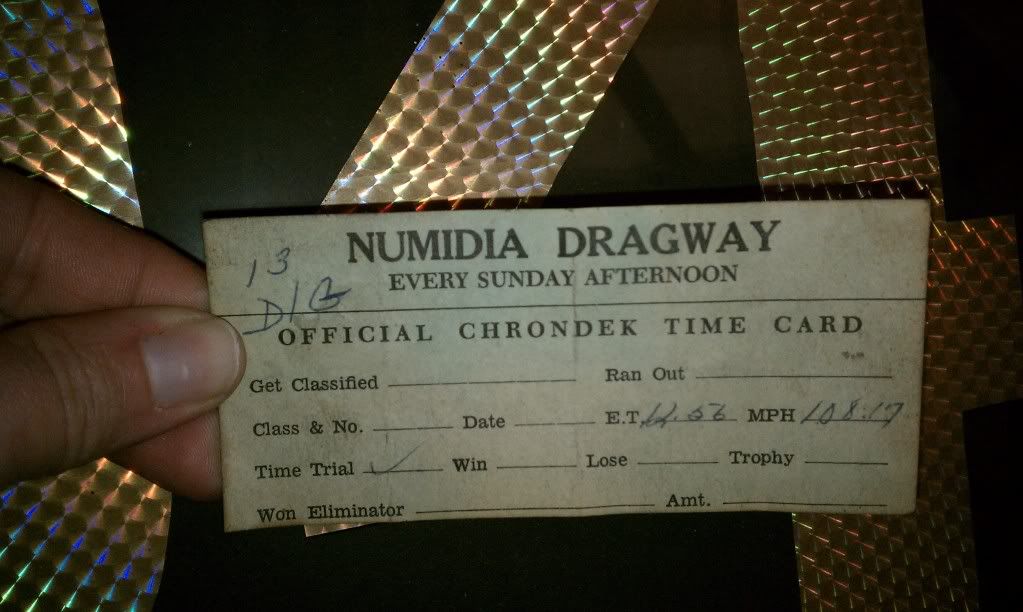 NUMIDIA DRAGWAY
EVERY SUNDAY AFTERNOON
13
D/G
OFFICIAL CHRONDEK TIME CARD
Get Classified Ran Out
Class & No. Date E.T. MPH 108.17
Time Trial ✓ Win Lose Trophy
Won Eliminator Amt.